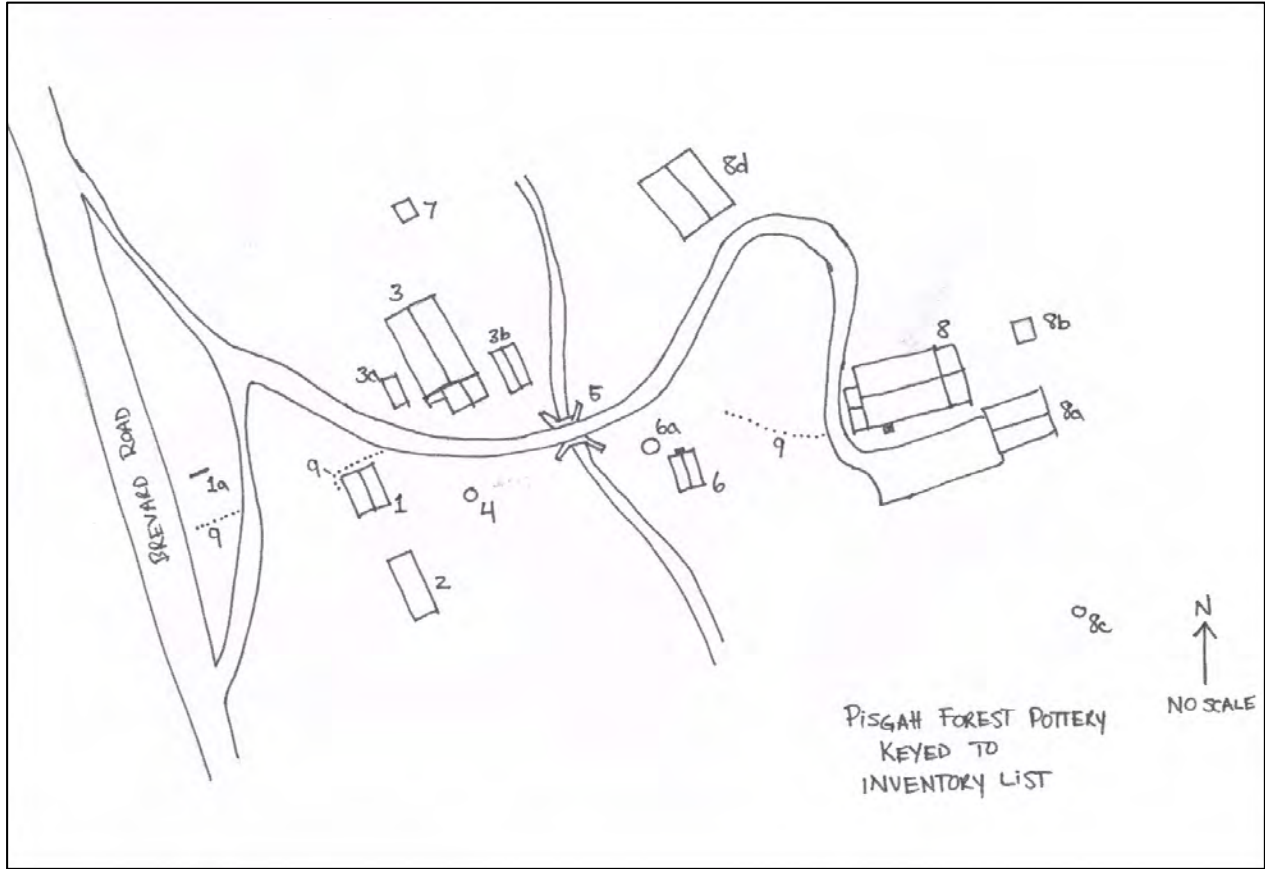 8d
7
3
3b
8
8b
3a
5
8a
6a
9
9
6
1a
1
4
9
BREVARD ROAD
2
8c
N
NO SCALE
PISGAH FOREST POTTERY
KEYED TO
INVENTORY LIST